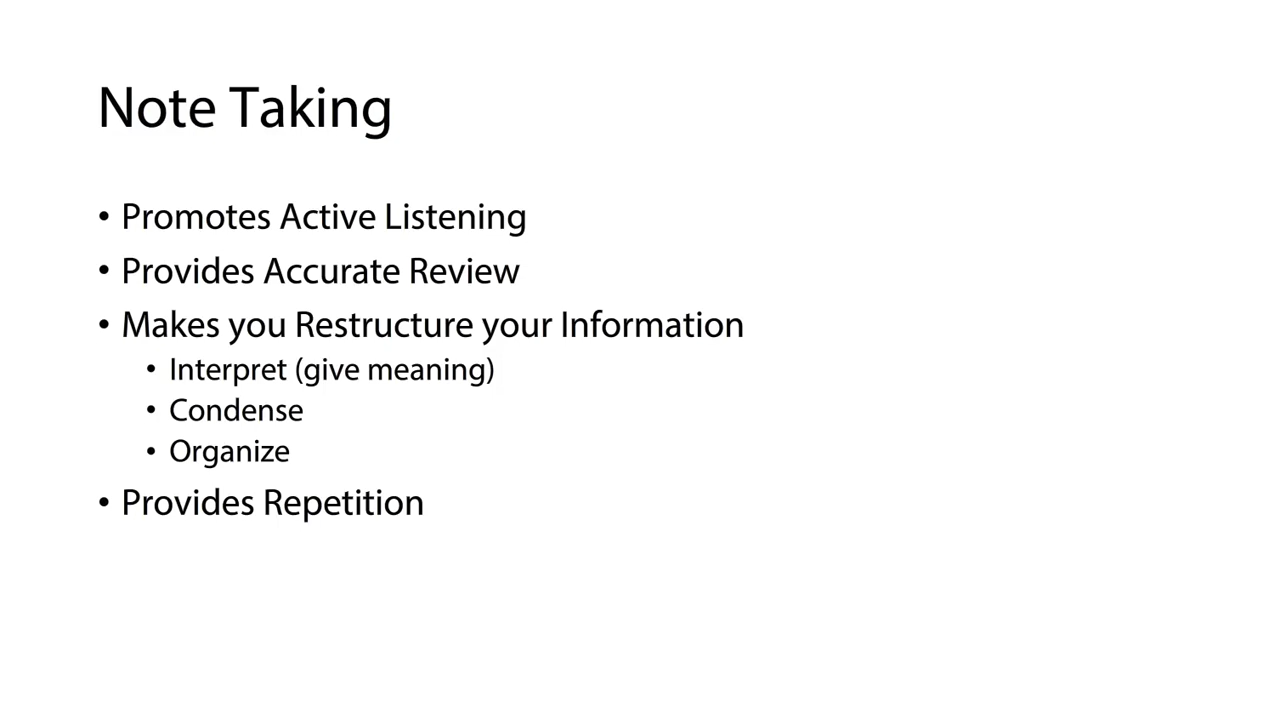 Note Taking
• Promotes Active Listening
• Provides Accurate Review
• Makes you Restructure your Information
• Interpret (give meaning)
• Condense
• Organize
• Provides Repetition